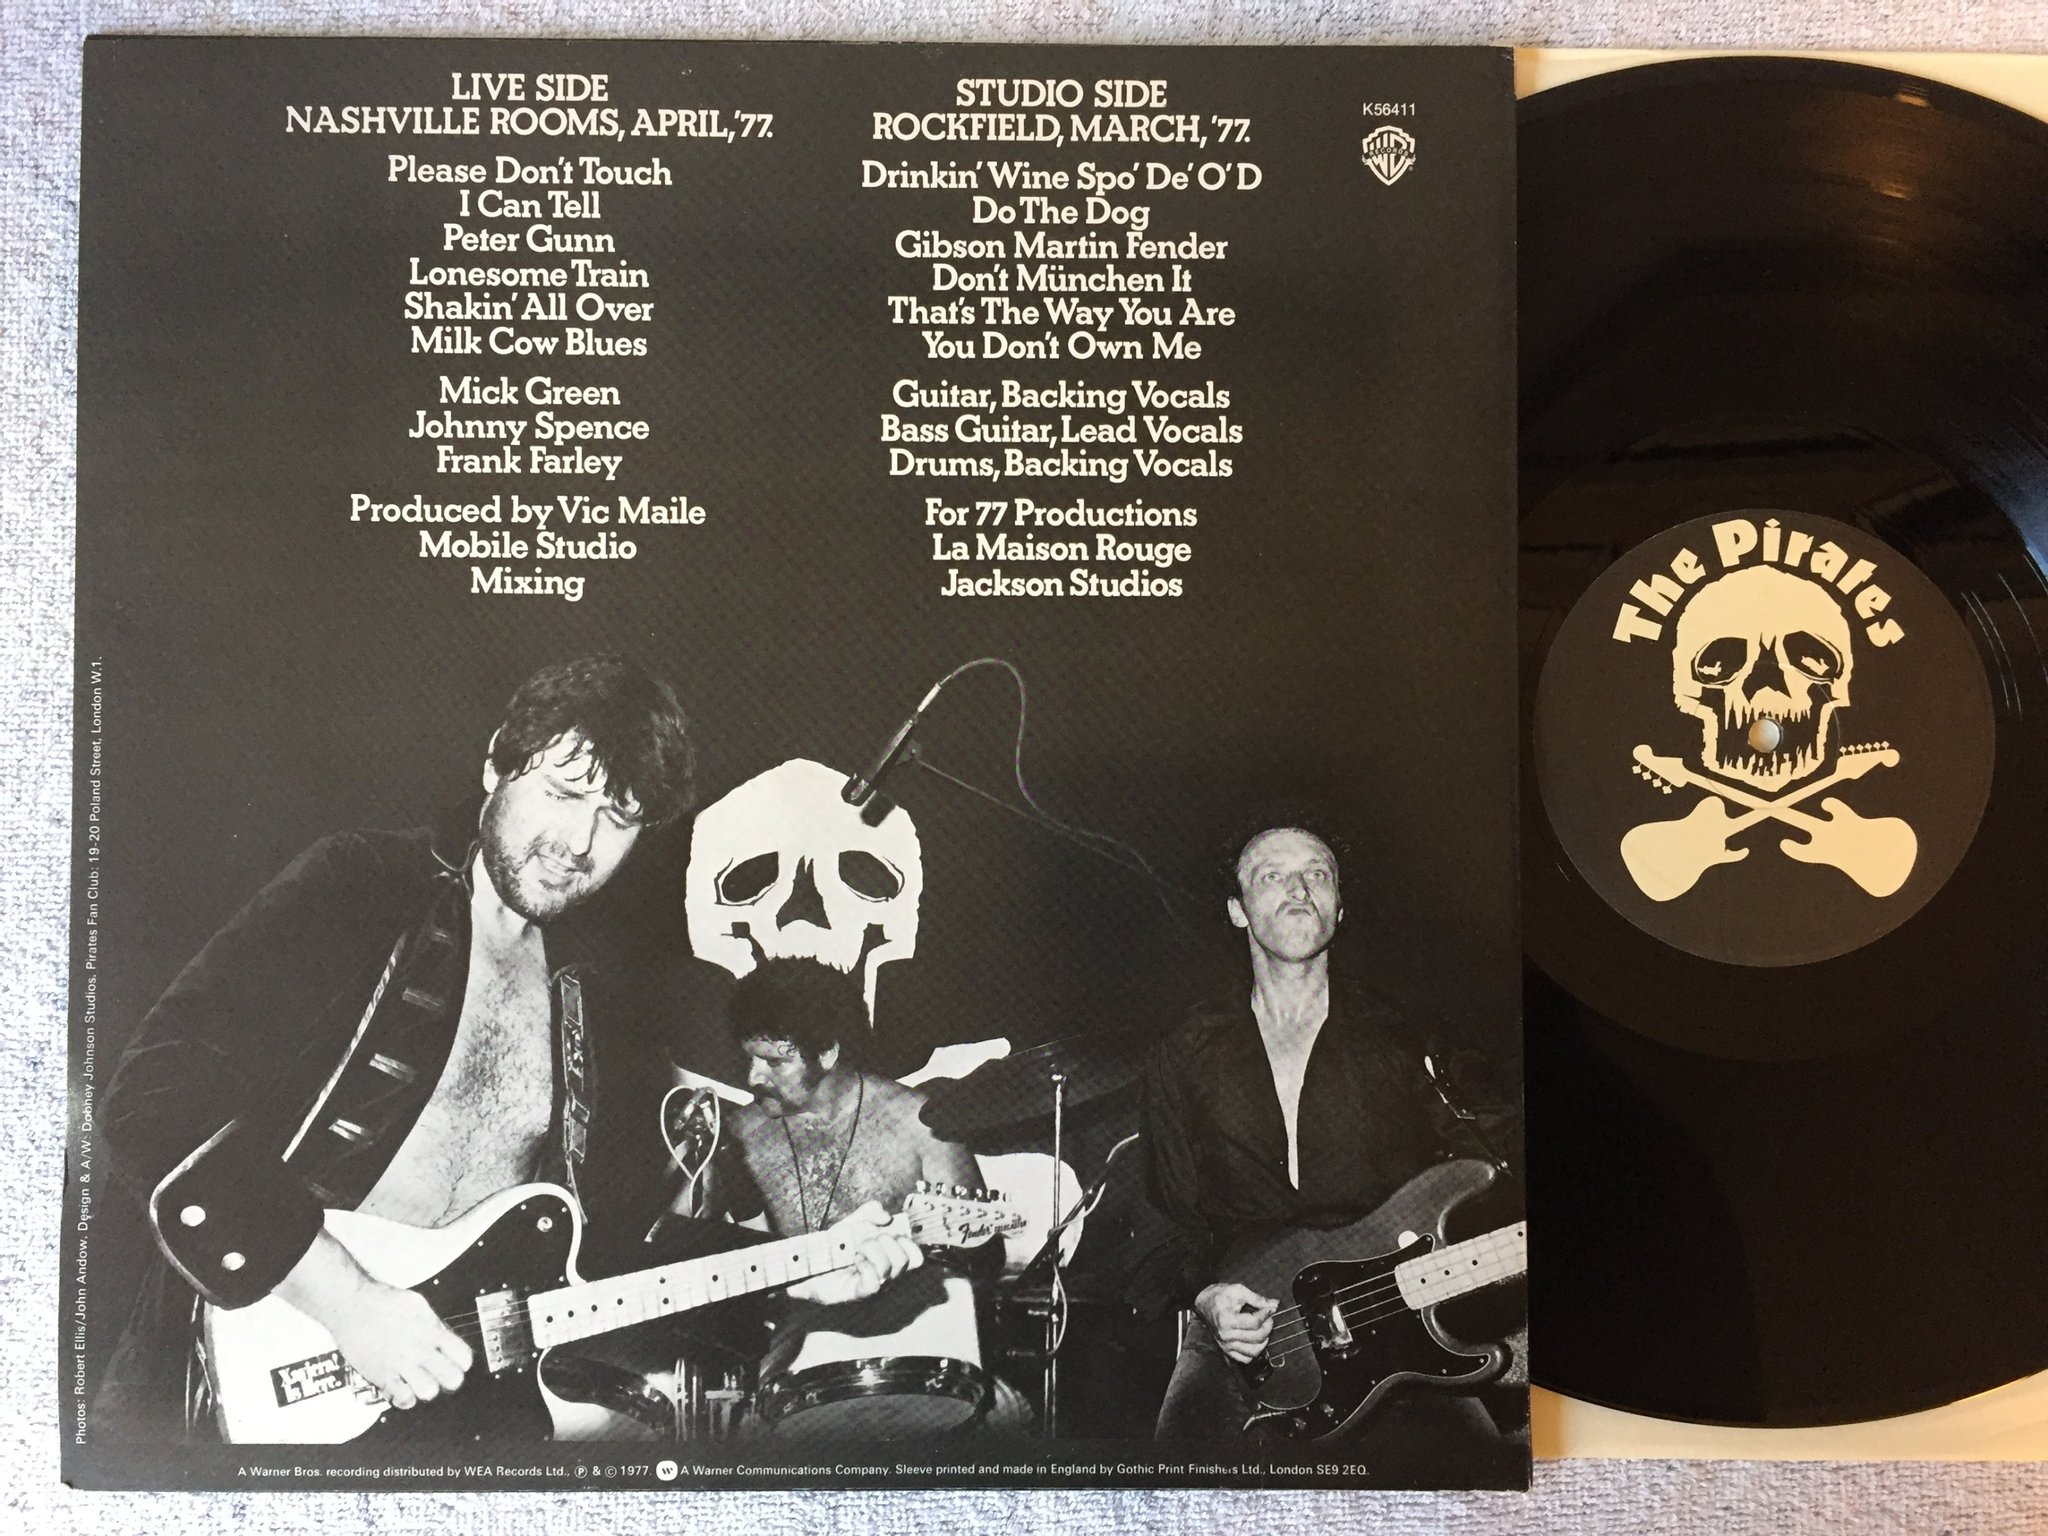 LIVE SIDE
NASHVILLE ROOMS, APRIL, '77.
Please Don't Touch
I Can Tell
Peter Gunn
Lonesome Train
Shakin' All Over
Milk Cow Blues
Mick Green
Johnny Spence
Frank Farley
Produced by Vic Maile
Mobile Studio
Mixing
STUDIO SIDE
ROCKFIELD, MARCH, '77.
Drinkin' Wine Spo' De' O' D
Do The Dog
Gibson Martin Fender
Don't München It
That's The Way You Are
You Don't Own Me
Guitar, Backing Vocals
Bass Guitar, Lead Vocals
Drums, Backing Vocals
For 77 Productions
La Maison Rouge
Jackson Studios
K56411
WB
RECORDS
The Pirates
Photos: Robert Ellis/John Andow. Design & A/W: Dobney Johnson Studios. Pirates Fan Club: 19-20 Poland Street, London W.1.
Fender
A Warner Bros. recording distributed by WEA Records Ltd., Ⓟ & © 1977. A Warner Communications Company. Sleeve printed and made in England by Gothic Print Finishers Ltd., London SE9 2EQ.